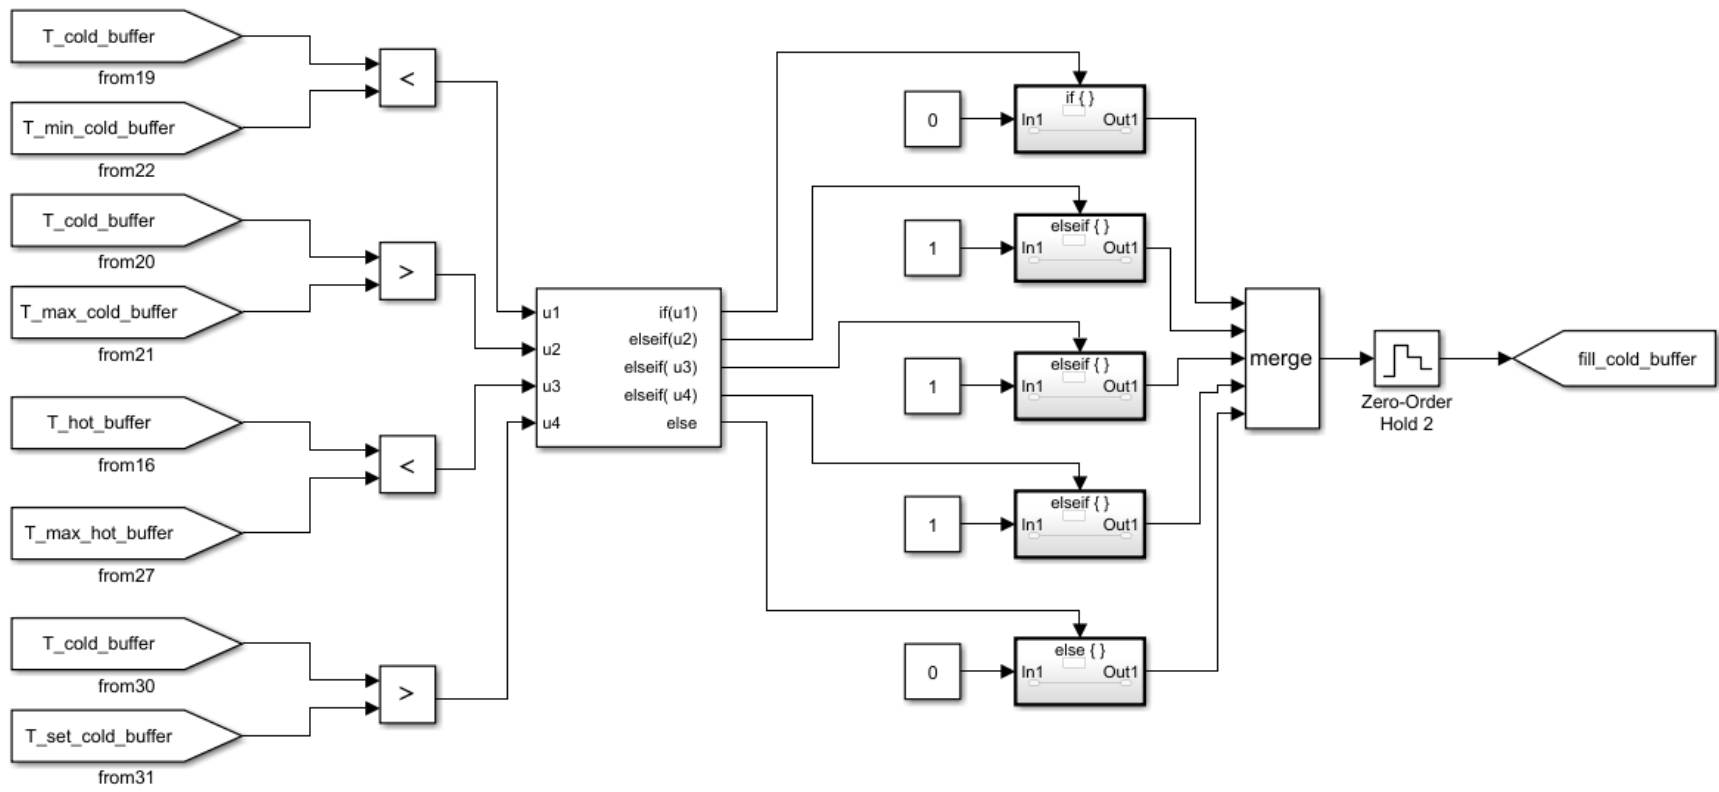 T_cold_buffer
from19
<
T_min_cold_buffer
from22
T_cold_buffer
from20
>
T_max_cold_buffer
from21
T_hot_buffer
from16
<
T_max_hot_buffer
from27
T_cold_buffer
from30
>
T_set_cold_buffer
from31
u1
u2
u3
u4
if(u1)
elseif(u2)
elseif( u3)
elseif( u4)
else
0
if { }
In1 Out1
1
elseif { }
In1 Out1
1
elseif { }
In1 Out1
1
elseif { }
In1 Out1
0
else { }
In1 Out1
merge
Zero-Order
Hold 2
fill_cold_buffer